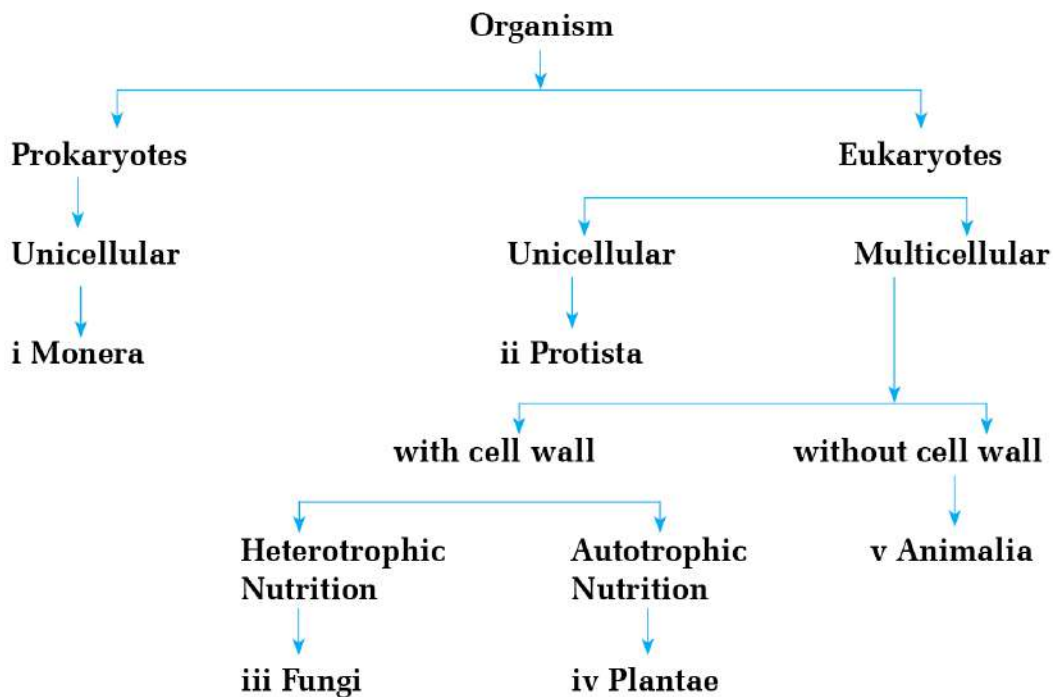 Organism
Prokaryotes
Eukaryotes
Unicellular
Unicellular
Multicellular
i Monera
ii Protista
with cell wall
without cell wall
Heterotrophic
Nutrition
Autotrophic
Nutrition
v Animalia
iii Fungi
iv Plantae